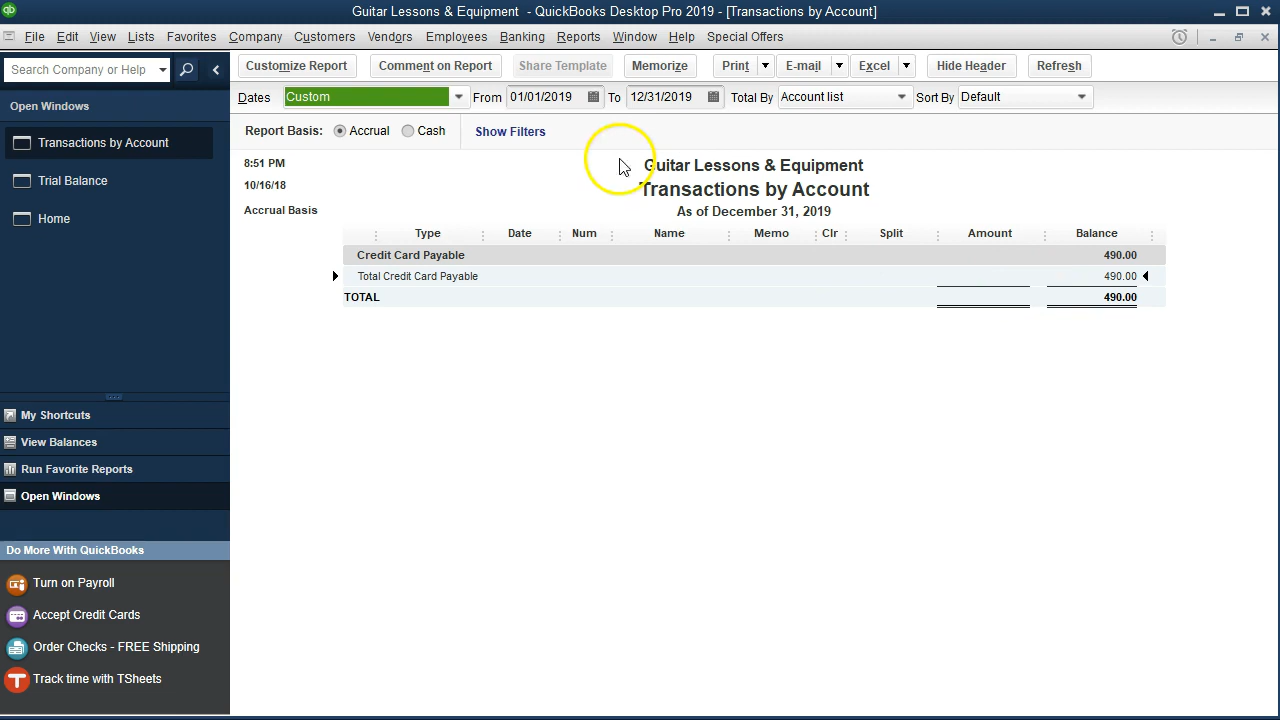 Guitar Lessons & Equipment - QuickBooks Desktop Pro 2019 - [Transactions by Account]
File Edit View Lists Favorites Company Customers Vendors Employees Banking Reports Window Help Special Offers
Search Company or Help
Customize Report Comment on Report Share Template Memorize Print E-mail Excel Hide Header Refresh
Open Windows
Dates Custom From 01/01/2019 To 12/31/2019 Total By Account list Sort By Default
Report Basis: Accrual Cash Show Filters
Transactions by Account
Trial Balance
Home
8:51 PM
10/16/18
Accrual Basis
Guitar Lessons & Equipment
Transactions by Account
As of December 31, 2019
Type Date Num Name Memo Clr Split Amount Balance
Credit Card Payable 490.00
Total Credit Card Payable 490.00
TOTAL 490.00
My Shortcuts
View Balances
Run Favorite Reports
Open Windows
Do More With QuickBooks
Turn on Payroll
Accept Credit Cards
Order Checks - FREE Shipping
Track time with TSheets